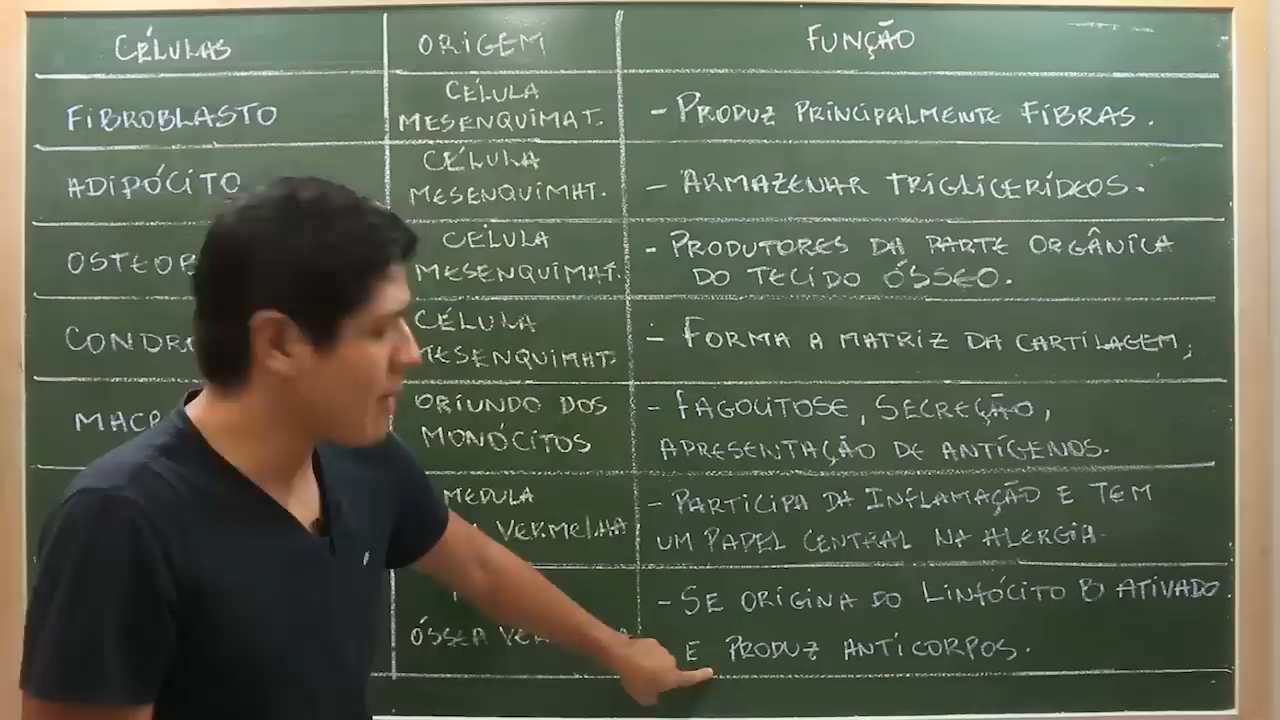 CÉLULAS ORIGEM FUNÇÃO
FIBROBLASTO CÉLULA MESENQUIMAT. - PRODUZ PRINCIPALMENTE FIBRAS.
ADIPÓCITO CÉLULA MESENQUIMAT. - ARMAZENAR TRIGLICERÍDEOS.
CÉLULA MESENQUIMAT. - PRODUTORES DA PARTE ORGÂNICA
DO TECIDO ÓSSEO.
CÉLULA MESENQUIMAT. - FORMA A MATRIZ DA CARTILAGEM;
ORIUNDO DOS MONÓCITOS - FAGOCITOSE, SECREÇÃO,
APRESENTAÇÃO DE ANTÍGENOS.
MEDULA VERMELHA - PARTICIPA DA INFLAMAÇÃO E TEM
UM PAPEL CENTRAL NA ALERGIA.
ÓSSEA - SE ORIGINA DO LINFÓCITO B ATIVADO.
E PRODUZ ANTICORPOS.